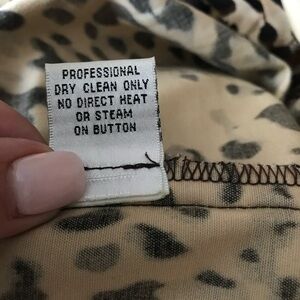 PROFESSIONAL
DRY CLEAN ONLY
NO DIRECT HEAT
OR STEAM
ON BUTTON